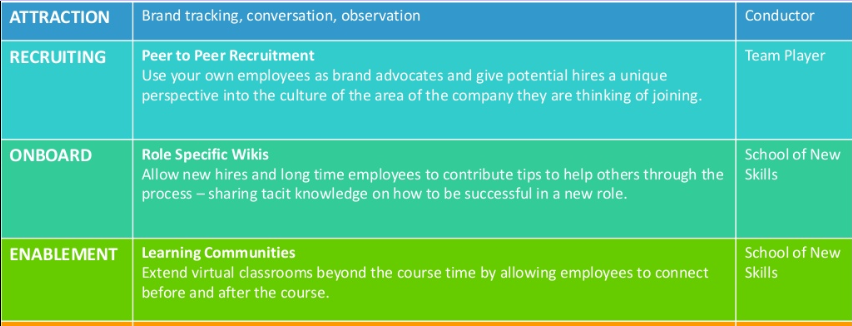 ATTRACTION
Brand tracking, conversation, observation
Conductor
RECRUITING
Peer to Peer Recruitment
Use your own employees as brand advocates and give potential hires a unique
perspective into the culture of the area of the company they are thinking of joining.
Team Player
ONBOARD
Role Specific Wikis
Allow new hires and long time employees to contribute tips to help others through the
process – sharing tacit knowledge on how to be successful in a new role.
School of New
Skills
ENABLEMENT
Learning Communities
Extend virtual classrooms beyond the course time by allowing employees to connect
before and after the course.
School of New
Skills